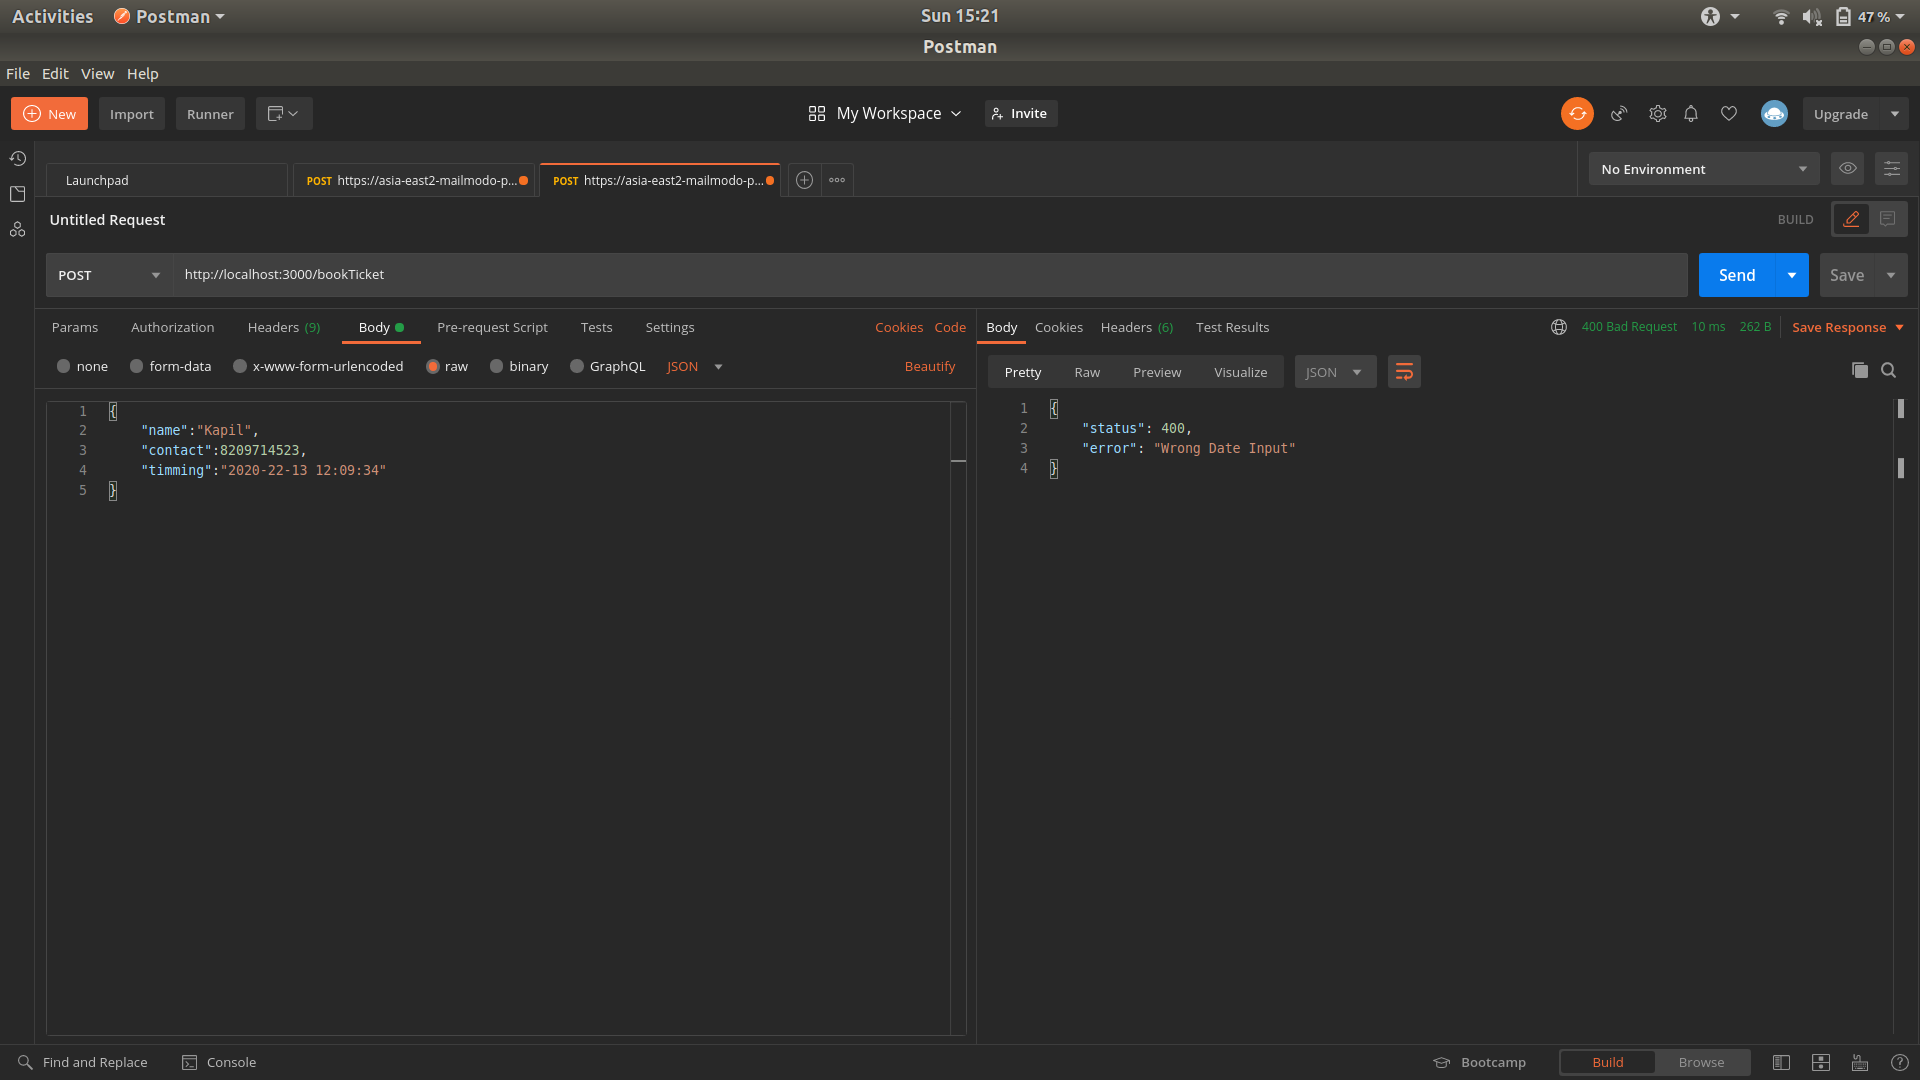 Activities Postman Sun 15:21 47 %
Postman
File Edit View Help
New Import Runner My Workspace Invite Upgrade
Launchpad POST https://asia-east2-mailmodo-p... POST https://asia-east2-mailmodo-p... No Environment
Untitled Request BUILD
POST http://localhost:3000/bookTicket Send Save
Params Authorization Headers (9) Body Pre-request Script Tests Settings Cookies Code
none form-data x-www-form-urlencoded raw binary GraphQL JSON Beautify
1 {
2 "name":"Kapil",
3 "contact":8209714523,
4 "timming":"2020-22-13 12:09:34"
5 }
Body Cookies Headers (6) Test Results 400 Bad Request 10 ms 262 B Save Response
Pretty Raw Preview Visualize JSON
1 {
2 "status": 400,
3 "error": "Wrong Date Input"
4 }
Find and Replace Console Bootcamp Build Browse